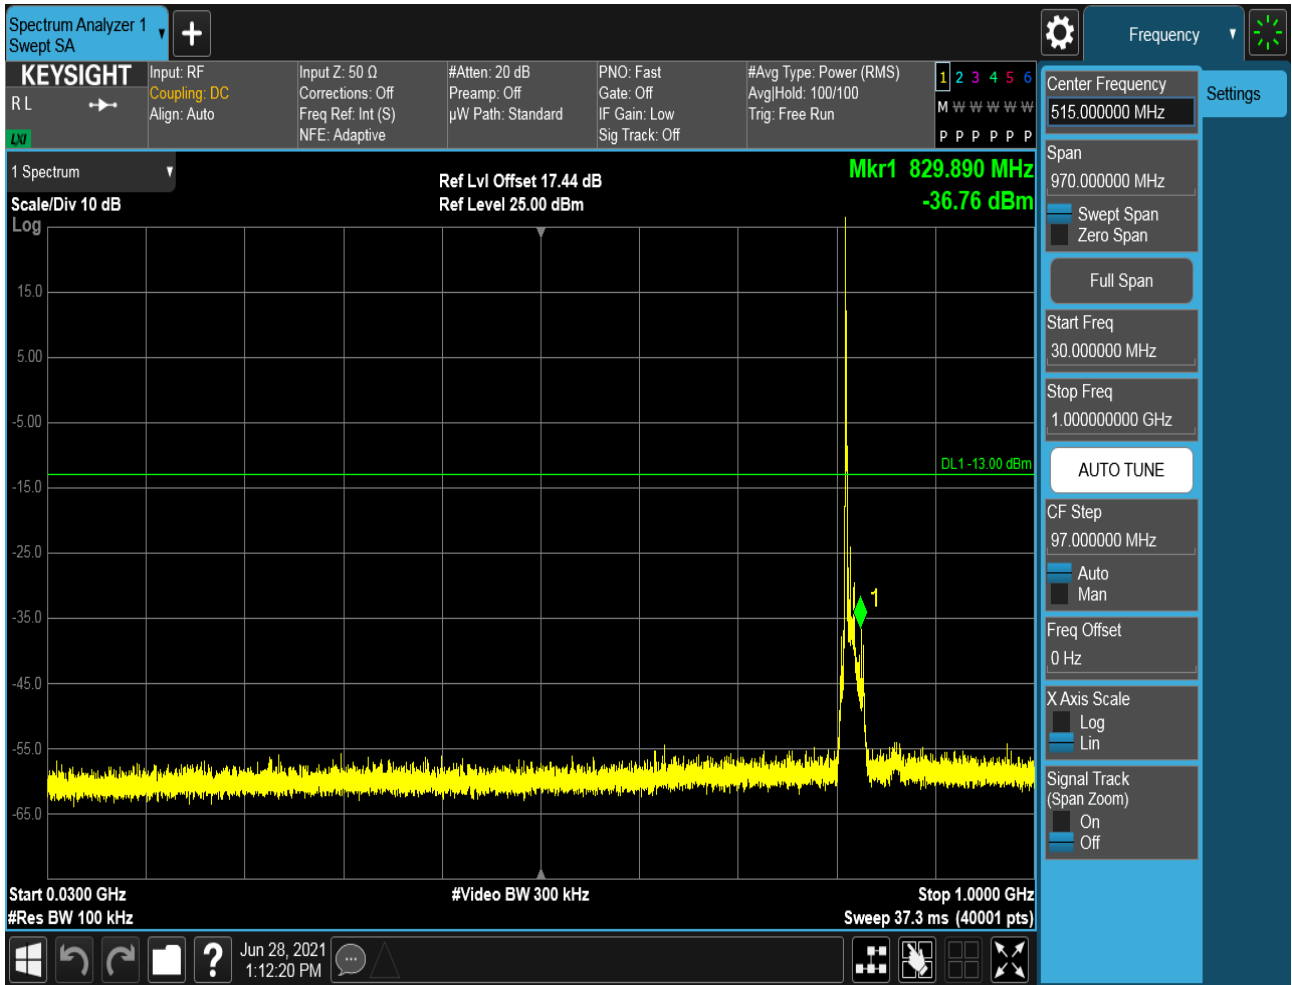 Spectrum Analyzer 1
Swept SA
Frequency
KEYSIGHT
R L
LXI
Input: RF
Coupling: DC
Align: Auto
Input Z: 50 Ω
Corrections: Off
Freq Ref: Int (S)
NFE: Adaptive
#Atten: 20 dB
Preamp: Off
µW Path: Standard
PNO: Fast
Gate: Off
IF Gain: Low
Sig Track: Off
#Avg Type: Power (RMS)
Avg|Hold: 100/100
Trig: Free Run
1 2 3 4 5 6
M W W W W W
P P P P P P
1 Spectrum
Scale/Div 10 dB
Log
Ref Lvl Offset 17.44 dB
Ref Level 25.00 dBm
Mkr1 829.890 MHz
-36.76 dBm
15.0
5.00
-5.00
-15.0
-25.0
-35.0
-45.0
-55.0
-65.0
DL1 -13.00 dBm
1
Start 0.0300 GHz
#Res BW 100 kHz
#Video BW 300 kHz
Stop 1.0000 GHz
Sweep 37.3 ms (40001 pts)
Jun 28, 2021
1:12:20 PM
Center Frequency
515.000000 MHz
Settings
Span
970.000000 MHz
Swept Span
Zero Span
Full Span
Start Freq
30.000000 MHz
Stop Freq
1.000000000 GHz
AUTO TUNE
CF Step
97.000000 MHz
Auto
Man
Freq Offset
0 Hz
X Axis Scale
Log
Lin
Signal Track
(Span Zoom)
On
Off